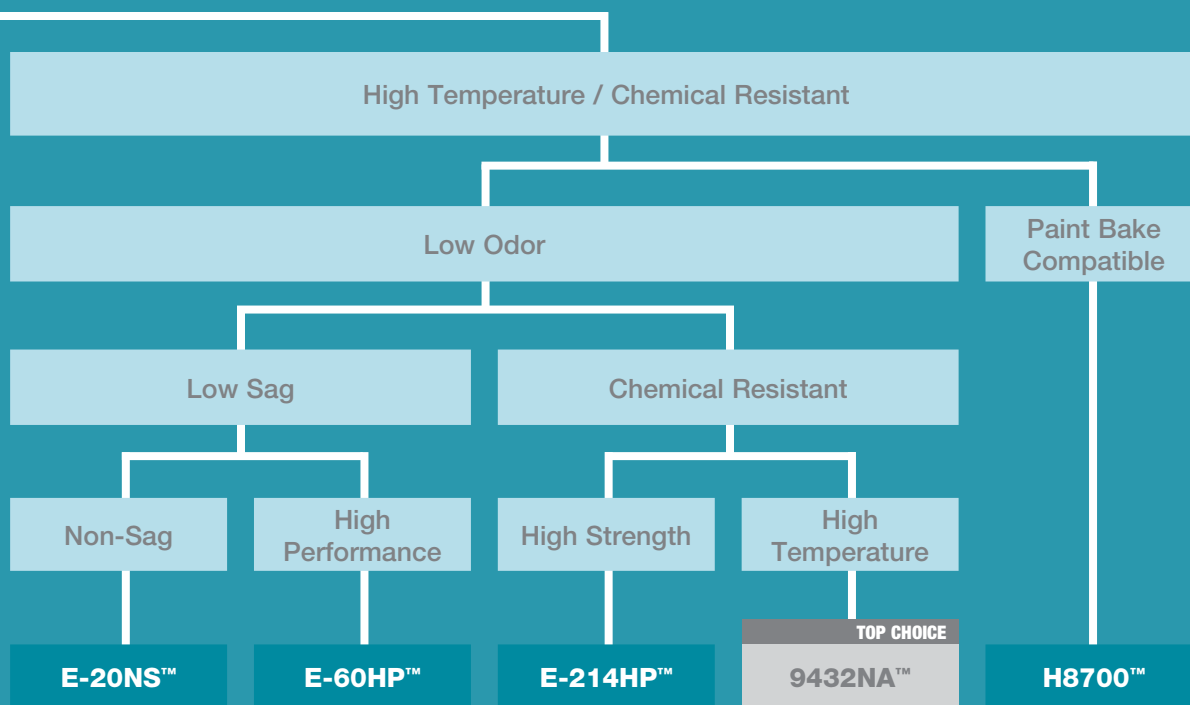 High Temperature / Chemical Resistant
Low Odor
Paint Bake
Compatible
Low Sag
Chemical Resistant
Non-Sag
High
Performance
High Strength
High
Temperature
TOP CHOICE
E-20NS™
E-60HP™
E-214HP™
9432NA™
H8700™